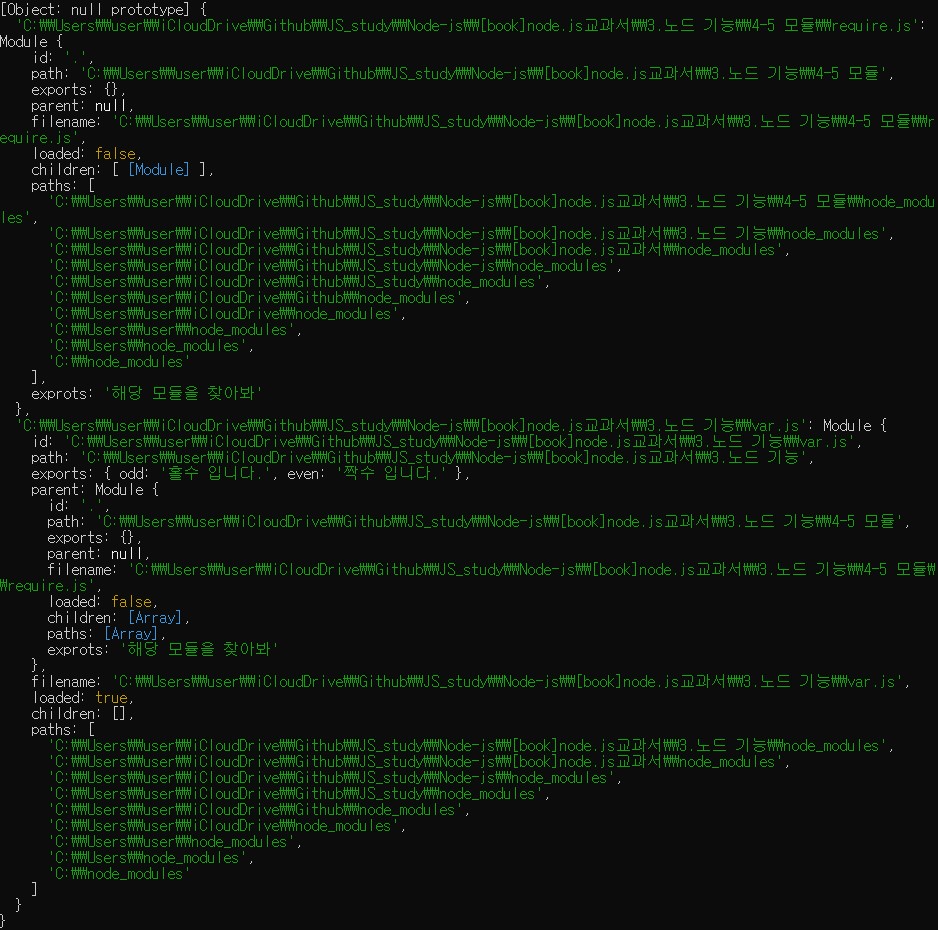 [Object: null prototype] {
'C:₩₩Users₩₩user₩₩iCloudDrive₩₩Github₩₩JS_study₩₩Node-js₩₩[book]node.js교과서₩₩3.노드 기능₩₩4-5 모듈₩₩require.js':
Module {
id: '.',
path: 'C:₩₩Users₩₩user₩₩iCloudDrive₩₩Github₩₩JS_study₩₩Node-js₩₩[book]node.js교과서₩₩3.노드 기능₩₩4-5 모듈',
exports: {},
parent: null,
filename: 'C:₩₩Users₩₩user₩₩iCloudDrive₩₩Github₩₩JS_study₩₩Node-js₩₩[book]node.js교과서₩₩3.노드 기능₩₩4-5 모듈₩₩r
equire.js',
loaded: false,
children: [ [Module] ],
paths: [
'C:₩₩Users₩₩user₩₩iCloudDrive₩₩Github₩₩JS_study₩₩Node-js₩₩[book]node.js교과서₩₩3.노드 기능₩₩4-5 모듈₩₩node_modu
les',
'C:₩₩Users₩₩user₩₩iCloudDrive₩₩Github₩₩JS_study₩₩Node-js₩₩[book]node.js교과서₩₩3.노드 기능₩₩node_modules',
'C:₩₩Users₩₩user₩₩iCloudDrive₩₩Github₩₩JS_study₩₩Node-js₩₩[book]node.js교과서₩₩node_modules',
'C:₩₩Users₩₩user₩₩iCloudDrive₩₩Github₩₩JS_study₩₩Node-js₩₩node_modules',
'C:₩₩Users₩₩user₩₩iCloudDrive₩₩Github₩₩JS_study₩₩node_modules',
'C:₩₩Users₩₩user₩₩iCloudDrive₩₩Github₩₩node_modules',
'C:₩₩Users₩₩user₩₩iCloudDrive₩₩node_modules',
'C:₩₩Users₩₩user₩₩node_modules',
'C:₩₩Users₩₩node_modules',
'C:₩₩node_modules'
],
exprots: '해당 모듈을 찾아봐'
},
'C:₩₩Users₩₩user₩₩iCloudDrive₩₩Github₩₩JS_study₩₩Node-js₩₩[book]node.js교과서₩₩3.노드 기능₩₩var.js': Module {
id: 'C:₩₩Users₩₩user₩₩iCloudDrive₩₩Github₩₩JS_study₩₩Node-js₩₩[book]node.js교과서₩₩3.노드 기능₩₩var.js',
path: 'C:₩₩Users₩₩user₩₩iCloudDrive₩₩Github₩₩JS_study₩₩Node-js₩₩[book]node.js교과서₩₩3.노드 기능',
exports: { odd: '홀수 입니다.', even: '짝수 입니다.' },
parent: Module {
id: '.',
path: 'C:₩₩Users₩₩user₩₩iCloudDrive₩₩Github₩₩JS_study₩₩Node-js₩₩[book]node.js교과서₩₩3.노드 기능₩₩4-5 모듈',
exports: {},
parent: null,
filename: 'C:₩₩Users₩₩user₩₩iCloudDrive₩₩Github₩₩JS_study₩₩Node-js₩₩[book]node.js교과서₩₩3.노드 기능₩₩4-5 모듈₩
₩require.js',
loaded: false,
children: [Array],
paths: [Array],
exprots: '해당 모듈을 찾아봐'
},
filename: 'C:₩₩Users₩₩user₩₩iCloudDrive₩₩Github₩₩JS_study₩₩Node-js₩₩[book]node.js교과서₩₩3.노드 기능₩₩var.js',
loaded: true,
children: [],
paths: [
'C:₩₩Users₩₩user₩₩iCloudDrive₩₩Github₩₩JS_study₩₩Node-js₩₩[book]node.js교과서₩₩3.노드 기능₩₩node_modules',
'C:₩₩Users₩₩user₩₩iCloudDrive₩₩Github₩₩JS_study₩₩Node-js₩₩[book]node.js교과서₩₩node_modules',
'C:₩₩Users₩₩user₩₩iCloudDrive₩₩Github₩₩JS_study₩₩Node-js₩₩node_modules',
'C:₩₩Users₩₩user₩₩iCloudDrive₩₩Github₩₩JS_study₩₩node_modules',
'C:₩₩Users₩₩user₩₩iCloudDrive₩₩Github₩₩node_modules',
'C:₩₩Users₩₩user₩₩iCloudDrive₩₩node_modules',
'C:₩₩Users₩₩user₩₩node_modules',
'C:₩₩Users₩₩node_modules',
'C:₩₩node_modules'
]
}
}